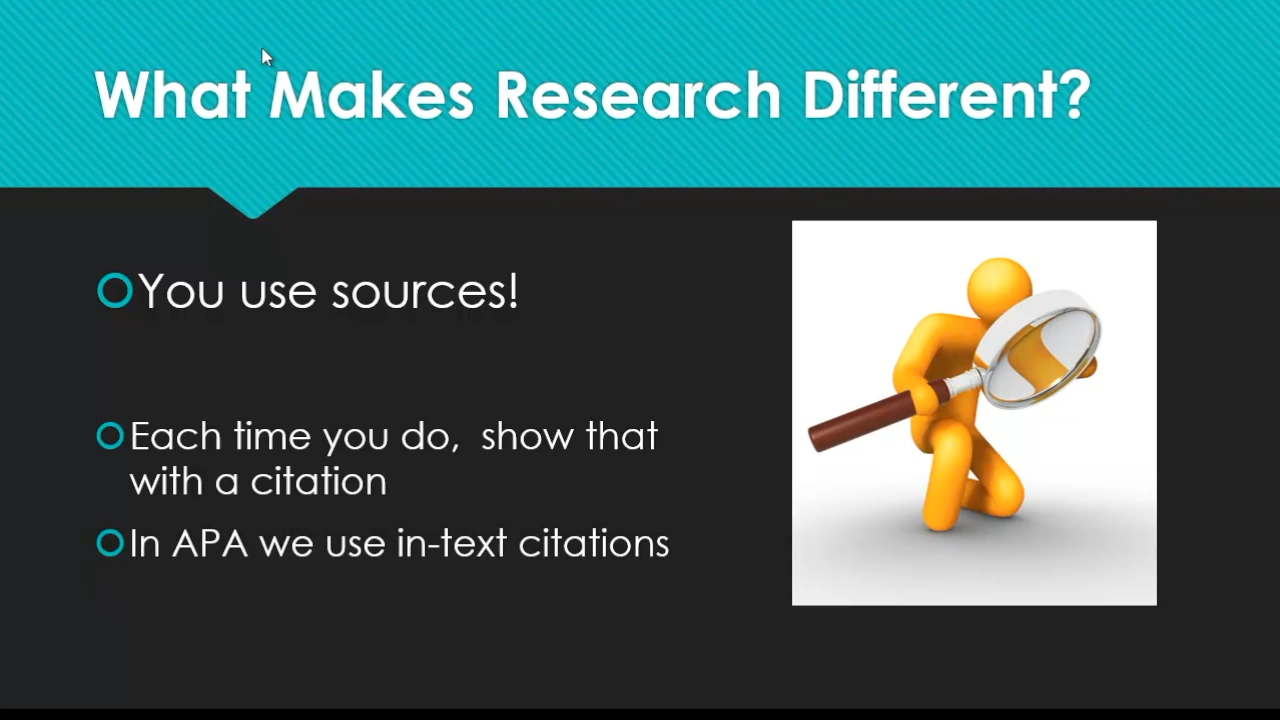 What Makes Research Different?
You use sources!
Each time you do,  show that
with a citation
In APA we use in-text citations